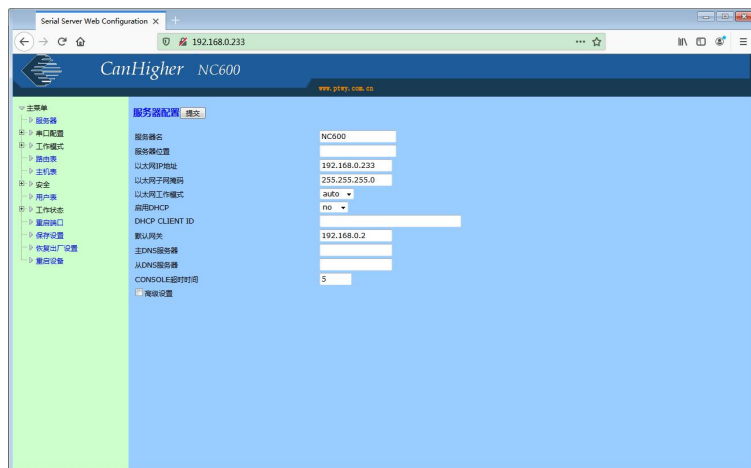 Serial Server Web Configuration
192.168.0.233
CanHigher NC600
www.ptwy.com.cn
主菜单
服务器
串口配置
工作模式
路由表
主机表
安全
用户表
工作状态
重启端口
保存设置
恢复出厂设置
重启设备
服务器配置 提交
服务器名 NC600
服务器位置
以太网IP地址 192.168.0.233
以太网子网掩码 255.255.255.0
以太网工作模式 auto
启用DHCP no
DHCP CLIENT ID
默认网关 192.168.0.2
主DNS服务器
从DNS服务器
CONSOLE超时时间 5
高级设置